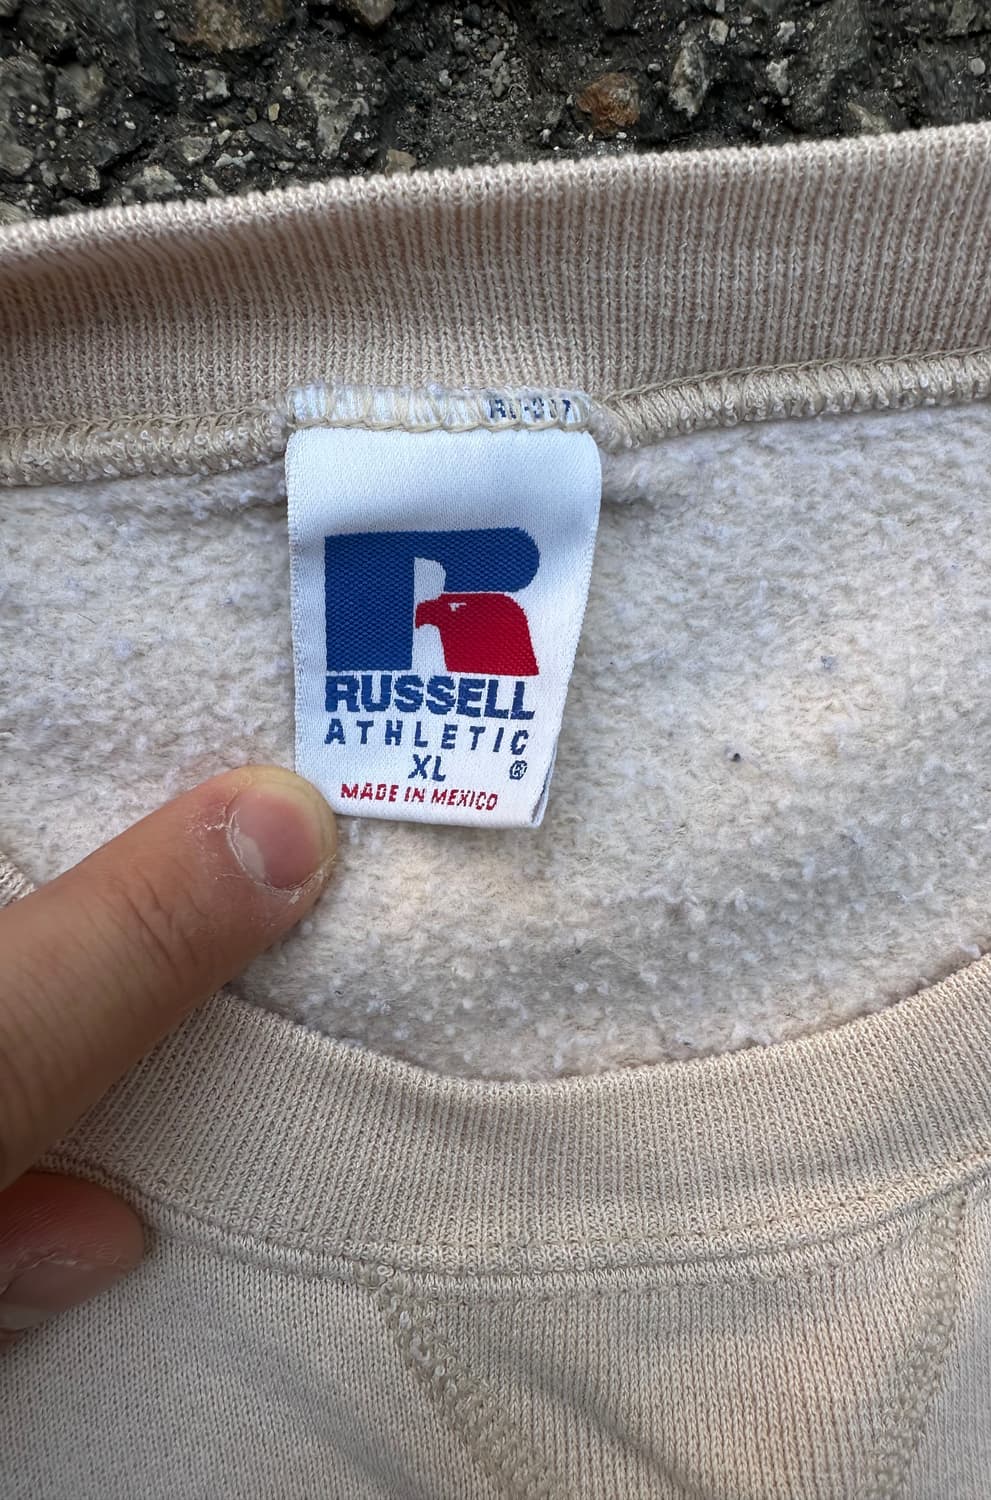 RUSSELL
ATHLETIC
XL ®
MADE IN MEXICO